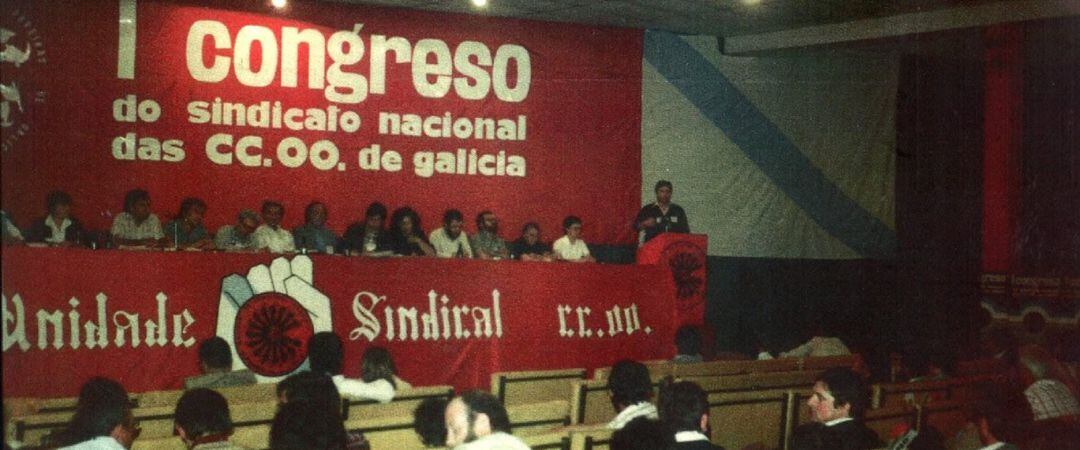 I congreso
do sindicato nacional
das CC.OO. de galicia
Unidade Sindical cc.oo.